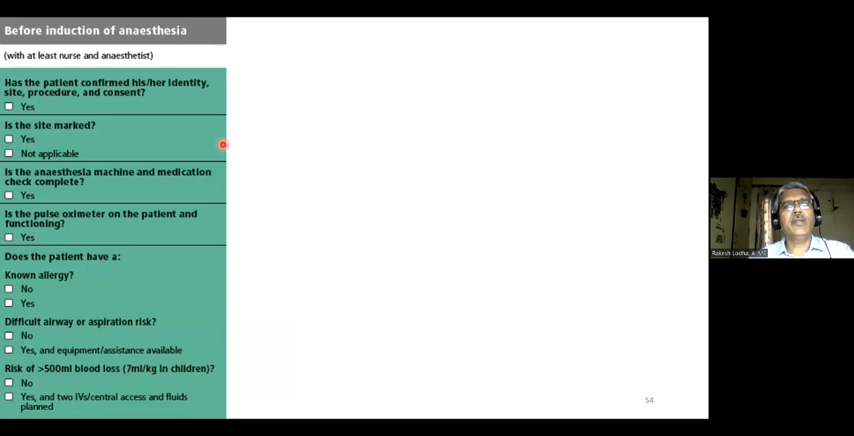 Before induction of anaesthesia
(with at least nurse and anaesthetist)
Has the patient confirmed his/her identity,
site, procedure, and consent?
Yes
Is the site marked?
Yes
Not applicable
Is the anaesthesia machine and medication
check complete?
Yes
Is the pulse oximeter on the patient and
functioning?
Yes
Does the patient have a:
Known allergy?
No
Yes
Difficult airway or aspiration risk?
No
Yes, and equipment/assistance available
Risk of >500ml blood loss (7ml/kg in children)?
No
Yes, and two IVs/central access and fluids
planned
54
Rakesh Lodha,